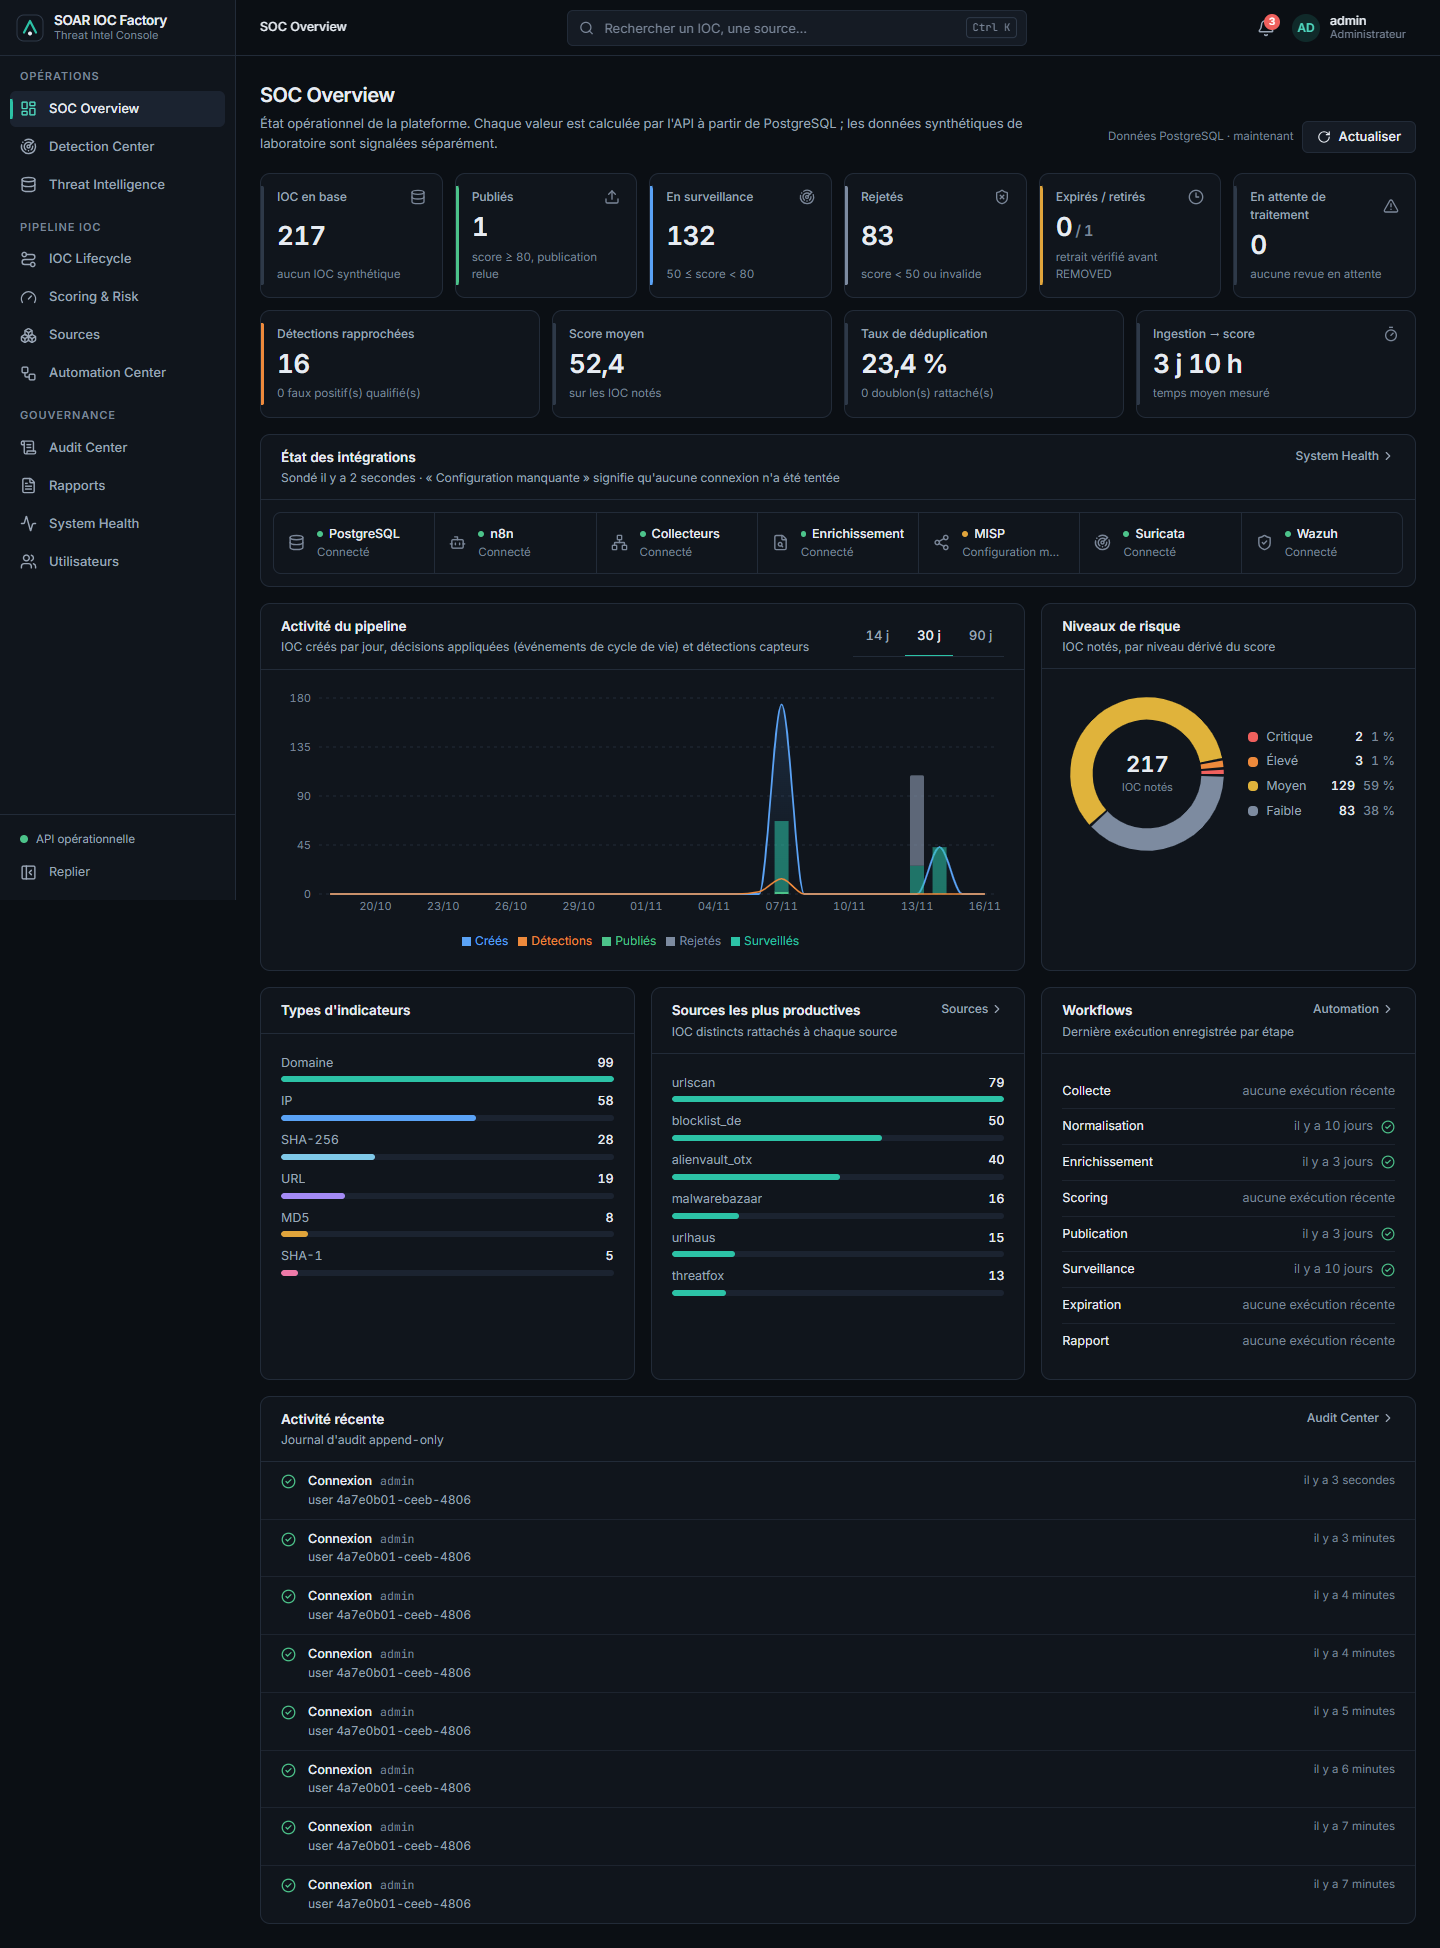 SOAR IOC Factory
Threat Intel Console
SOC Overview
Rechercher un IOC, une source...
Ctrl K
3
AD
admin
Administrateur
OPÉRATIONS
SOC Overview
Detection Center
Threat Intelligence
PIPELINE IOC
IOC Lifecycle
Scoring & Risk
Sources
Automation Center
GOUVERNANCE
Audit Center
Rapports
System Health
Utilisateurs
API opérationnelle
Replier
SOC Overview
État opérationnel de la plateforme. Chaque valeur est calculée par l'API à partir de PostgreSQL ; les données synthétiques de
laboratoire sont signalées séparément.
Données PostgreSQL · maintenant
Actualiser
IOC en base
217
aucun IOC synthétique
Publiés
1
score ≥ 80, publication
relue
En surveillance
132
50 ≤ score < 80
Rejetés
83
score < 50 ou invalide
Expirés / retirés
0 / 1
retrait vérifié avant
REMOVED
En attente de
traitement
0
aucune revue en attente
Détections rapprochées
16
0 faux positif(s) qualifié(s)
Score moyen
52,4
sur les IOC notés
Taux de déduplication
23,4 %
0 doublon(s) rattaché(s)
Ingestion → score
3 j 10 h
temps moyen mesuré
État des intégrations
Sondé il y a 2 secondes · « Configuration manquante » signifie qu'aucune connexion n'a été tentée
System Health
PostgreSQL
Connecté
n8n
Connecté
Collecteurs
Connecté
Enrichissement
Connecté
MISP
Configuration m...
Suricata
Connecté
Wazuh
Connecté
Activité du pipeline
IOC créés par jour, décisions appliquées (événements de cycle de vie) et détections capteurs
14 j
30 j
90 j
180
135
90
45
0
20/10
23/10
26/10
29/10
01/11
04/11
07/11
10/11
13/11
16/11
Créés
Détections
Publiés
Rejetés
Surveillés
Niveaux de risque
IOC notés, par niveau dérivé du score
217
IOC notés
Critique 2 1 %
Élevé 3 1 %
Moyen 129 59 %
Faible 83 38 %
Types d'indicateurs
Domaine 99
IP 58
SHA-256 28
URL 19
MD5 8
SHA-1 5
Sources les plus productives
IOC distincts rattachés à chaque source
Sources
urlscan 79
blocklist_de 50
alienvault_otx 40
malwarebazaar 16
urlhaus 15
threatfox 13
Workflows
Dernière exécution enregistrée par étape
Automation
Collecte aucune exécution récente
Normalisation il y a 10 jours
Enrichissement il y a 3 jours
Scoring aucune exécution récente
Publication il y a 3 jours
Surveillance il y a 10 jours
Expiration aucune exécution récente
Rapport aucune exécution récente
Activité récente
Journal d'audit append-only
Audit Center
Connexion admin il y a 3 secondes
user 4a7e0b01-ceeb-4806
Connexion admin il y a 3 minutes
user 4a7e0b01-ceeb-4806
Connexion admin il y a 4 minutes
user 4a7e0b01-ceeb-4806
Connexion admin il y a 4 minutes
user 4a7e0b01-ceeb-4806
Connexion admin il y a 5 minutes
user 4a7e0b01-ceeb-4806
Connexion admin il y a 6 minutes
user 4a7e0b01-ceeb-4806
Connexion admin il y a 7 minutes
user 4a7e0b01-ceeb-4806
Connexion admin il y a 7 minutes
user 4a7e0b01-ceeb-4806